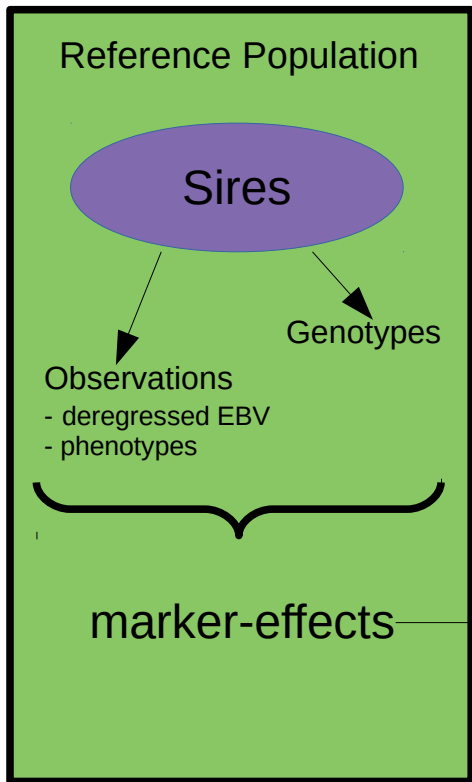 Reference Population
Sires
Genotypes
Observations
- deregressed EBV
- phenotypes
marker-effects